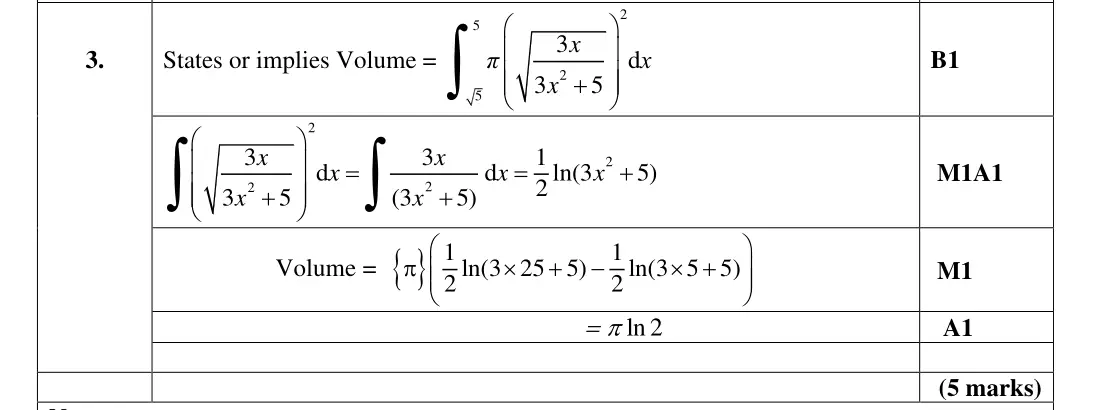 3. States or implies Volume = ∫_{√5}^{5} π(√(3x/(3x² + 5)))² dx B1
∫(√(3x/(3x² + 5)))² dx = ∫ 3x/(3x² + 5) dx = 1/2 ln(3x² + 5) M1A1
Volume = {π}(1/2 ln(3×25 + 5) − 1/2 ln(3×5 + 5)) M1
= π ln 2 A1
(5 marks)